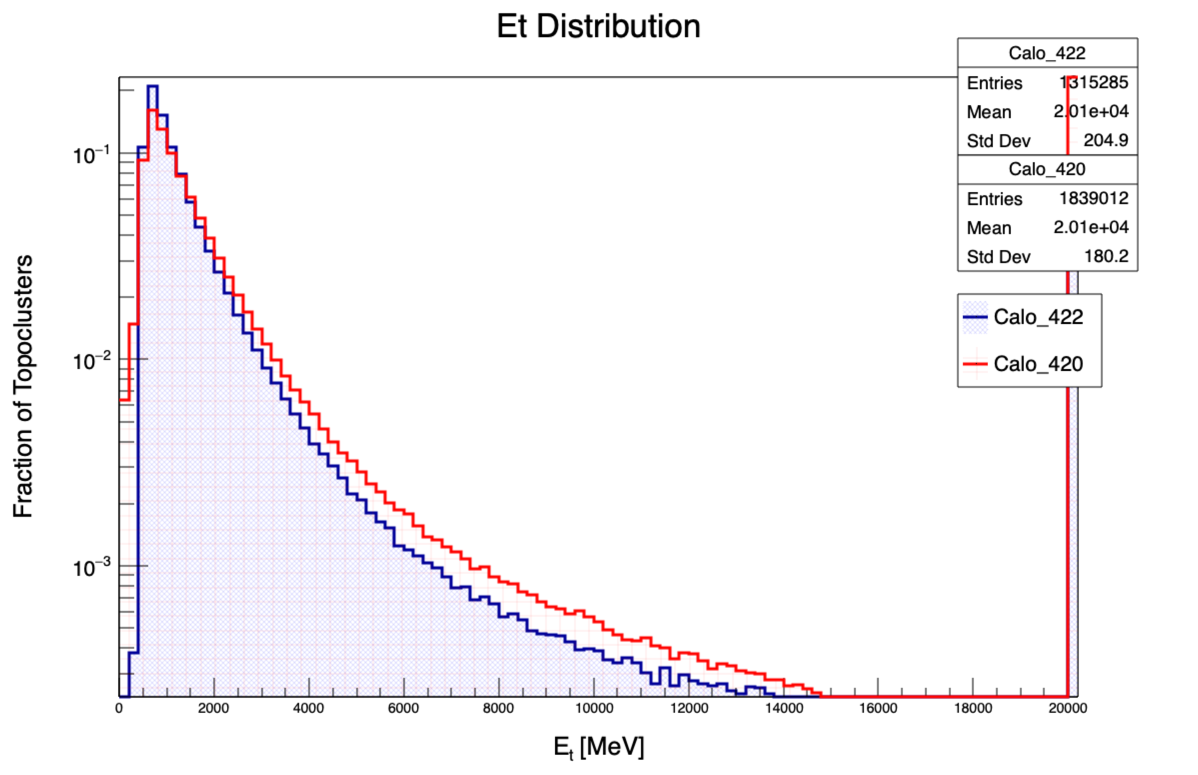 Et Distribution
Calo_422
Entries 1315285
Mean 2.01e+04
Std Dev 204.9
Calo_420
Entries 1839012
Mean 2.01e+04
Std Dev 180.2
Calo_422
Calo_420
Fraction of Topoclusters
10⁻¹
10⁻²
10⁻³
0 2000 4000 6000 8000 10000 12000 14000 16000 18000 20000
Eₜ [MeV]